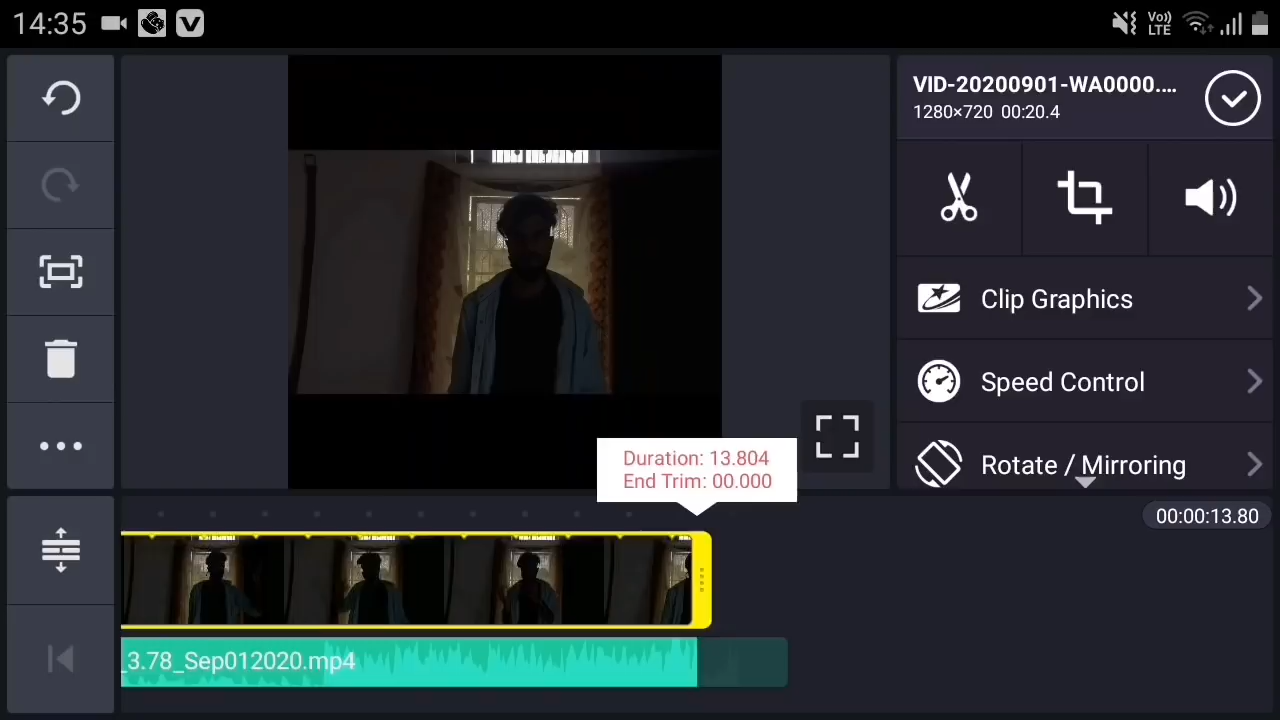 14:35
Vo))
LTE
VID-20200901-WA0000....
1280×720 00:20.4
Clip Graphics
Speed Control
Rotate / Mirroring
Duration: 13.804
End Trim: 00.000
00:00:13.80
_3.78_Sep012020.mp4